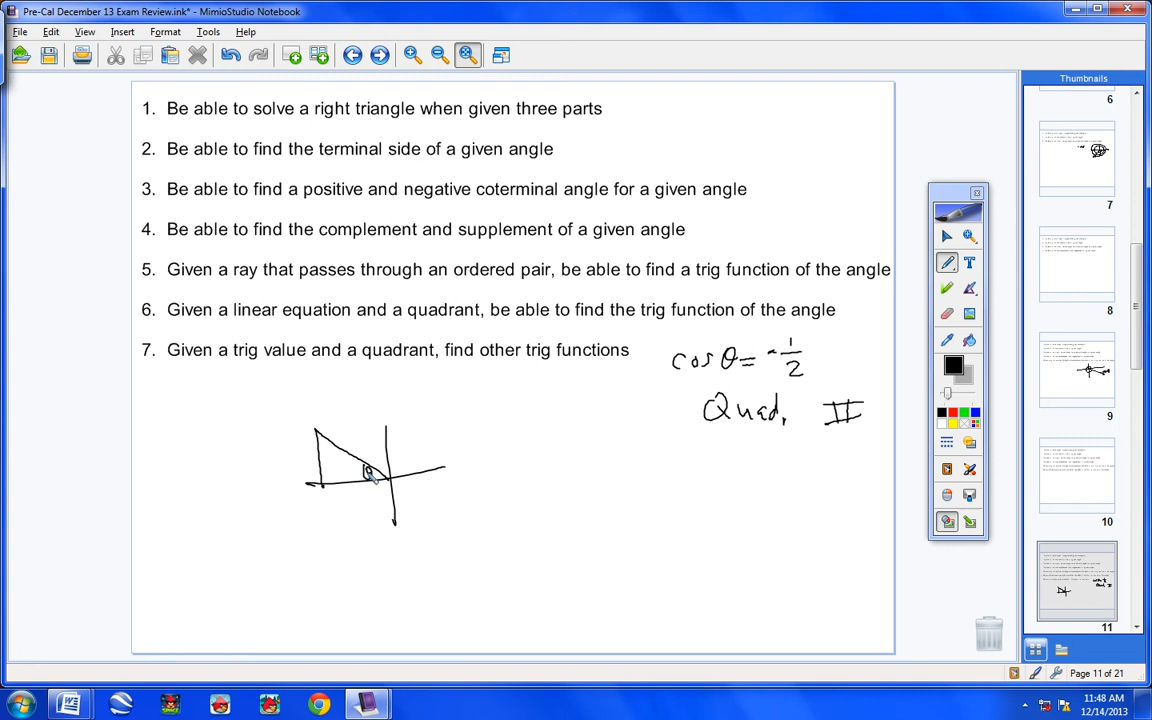 Pre-Cal December 13 Exam Review.ink* - MimioStudio Notebook
File Edit View Insert Format Tools Help
Thumbnails
1. Be able to solve a right triangle when given three parts
2. Be able to find the terminal side of a given angle
3. Be able to find a positive and negative coterminal angle for a given angle
4. Be able to find the complement and supplement of a given angle
5. Given a ray that passes through an ordered pair, be able to find a trig function of the angle
6. Given a linear equation and a quadrant, be able to find the trig function of the angle
7. Given a trig value and a quadrant, find other trig functions
cos θ = -1/2
Quad. II
θ
T
6
7
8
9
10
11
Page 11 of 21
11:48 AM
12/14/2013